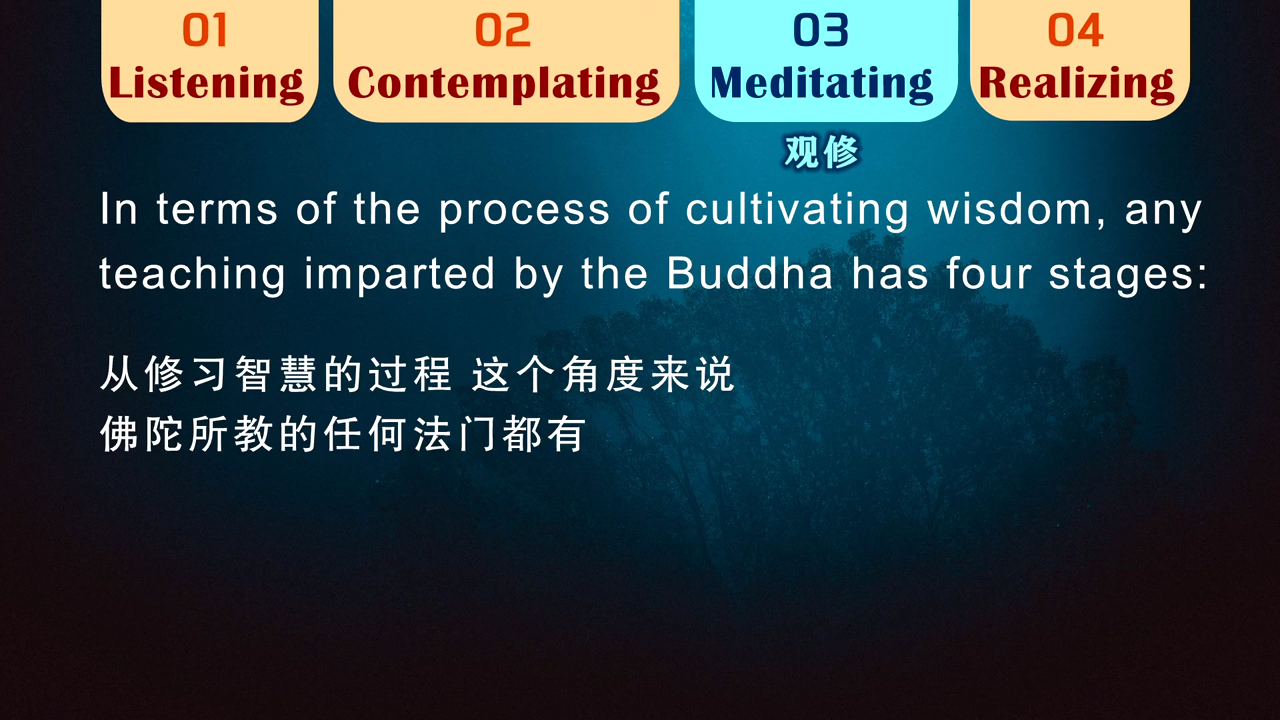 01
Listening
02
Contemplating
03
Meditating
04
Realizing
观修
In terms of the process of cultivating wisdom, any
teaching imparted by the Buddha has four stages:
从修习智慧的过程 这个角度来说
佛陀所教的任何法门都有